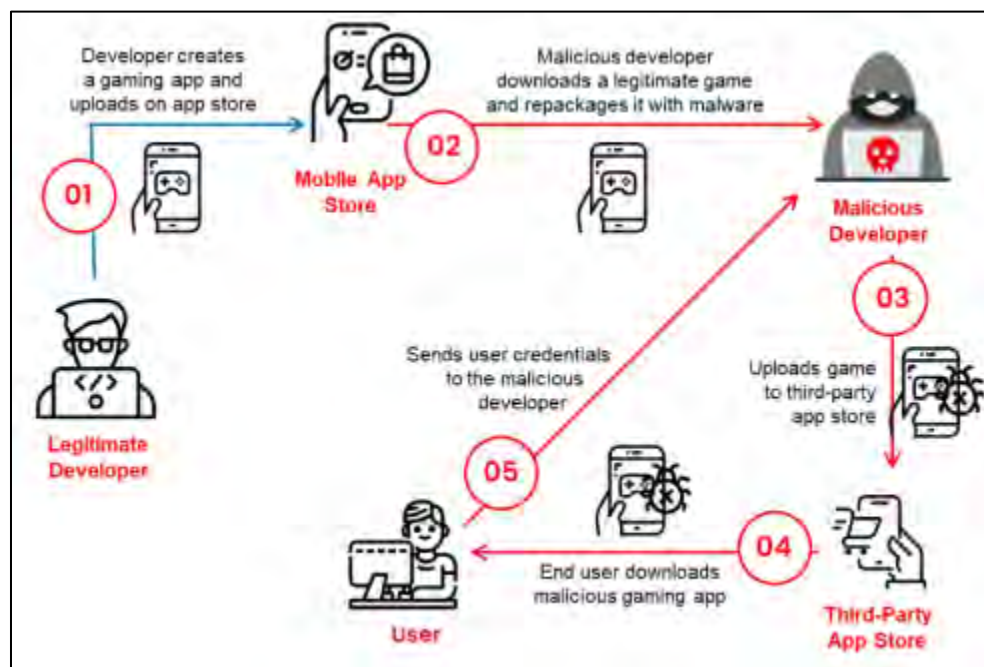 Developer creates
a gaming app and
uploads on app store
01
Mobile App
Store
02
Malicious developer
downloads a legitimate game
and repackages it with malware
Malicious
Developer
03
Uploads game
to third-party
app store
Third-Party
App Store
04
End user downloads
malicious gaming app
User
05
Sends user credentials
to the malicious
developer
</>
Legitimate
Developer